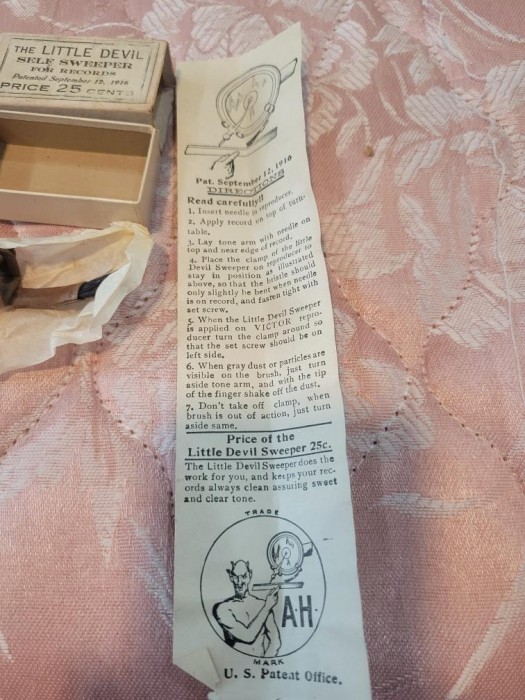 THE LITTLE DEVIL
SELF SWEEPER
FOR RECORDS
Patented September 12, 1916
PRICE 25 CENTS
Pat. September 12, 1916
DIRECTIONS
Read carefully!!
1. Insert needle in reproducer.
2. Apply record on top of turn-
table.
3. Lay tone arm with needle on
top and near edge of record.
4. Place the clamp of the little
Devil Sweeper on reproducer to
stay in position as illustrated
above, so that the bristle should
only slightly be bent when needle
is on record, and fasten tight with
set screw.
5. When the Little Devil Sweeper
is applied on VICTOR repro-
ducer turn the clamp around so
that the set screw should be on
left side.
6. When gray dust or particles are
visible on the brush, just turn
aside tone arm, and with the tip
of the finger shake off the dust.
7. Don't take off clamp, when
brush is out of action, just turn
aside same.
Price of the
Little Devil Sweeper 25c.
The Little Devil Sweeper does the
work for you, and keeps your rec-
ords always clean assuring sweet
and clear tone.
TRADE
A.H.
MARK
U. S. Patent Office.